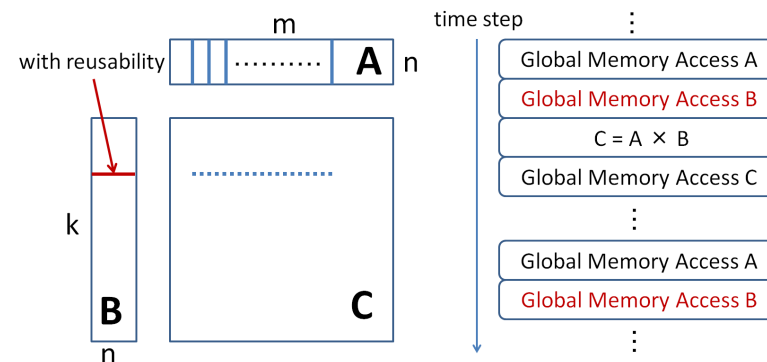 m
with reusability
..........
A
n
k
B
C
n
time step
⋮
Global Memory Access A
Global Memory Access B
C = A × B
Global Memory Access C
⋮
Global Memory Access A
Global Memory Access B
⋮